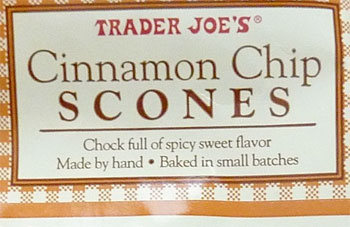 TRADER JOE'S®
Cinnamon Chip
SCONES
Chock full of spicy sweet flavor
Made by hand • Baked in small batches